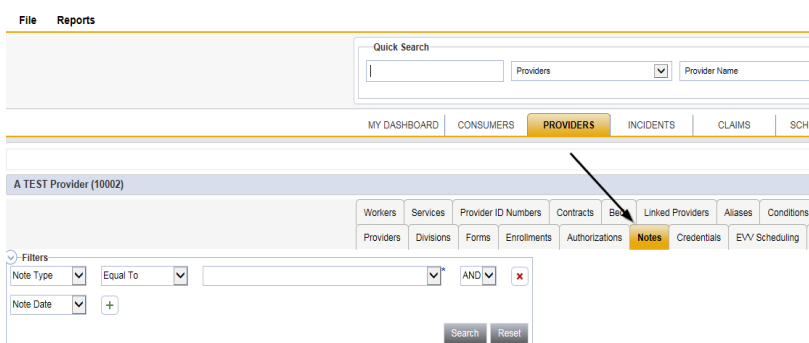 File Reports
Quick Search
Providers Provider Name
MY DASHBOARD CONSUMERS PROVIDERS INCIDENTS CLAIMS SCH
A TEST Provider (10002)
Workers Services Provider ID Numbers Contracts Linked Providers Aliases Conditions
Providers Divisions Forms Enrollments Authorizations Notes Credentials EVV Scheduling
Filters
Note Type Equal To * AND x
Note Date +
Search Reset